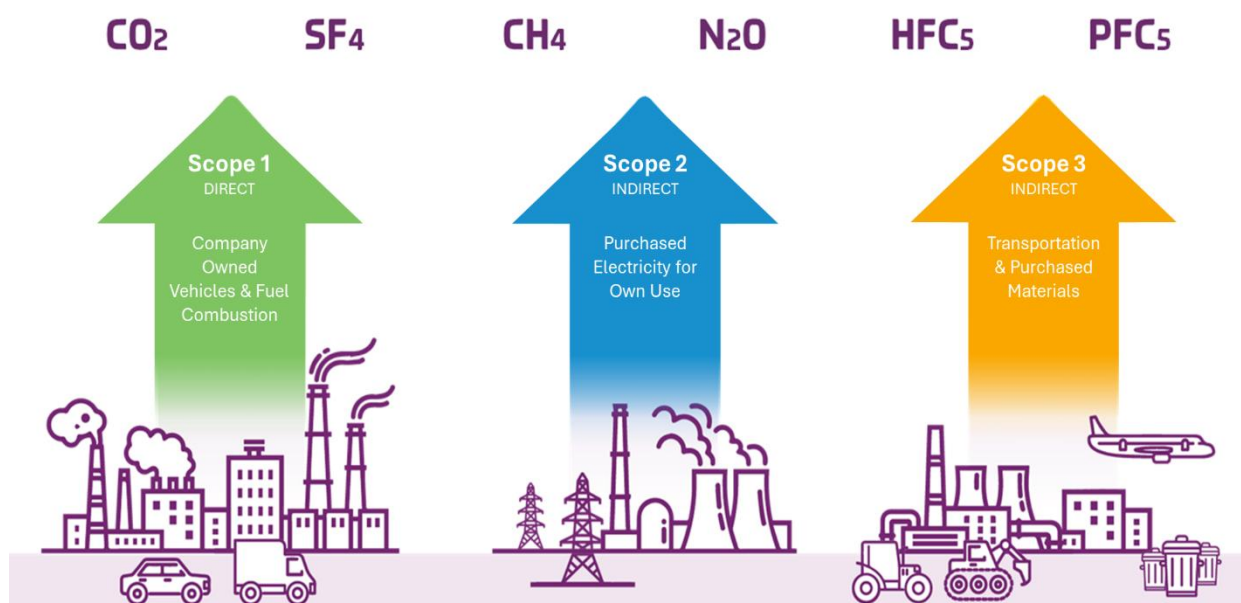 CO₂ SF₄ CH₄ N₂O HFC₅ PFC₅
Scope 1
DIRECT
Company
Owned
Vehicles & Fuel
Combustion
Scope 2
INDIRECT
Purchased
Electricity for
Own Use
Scope 3
INDIRECT
Transportation
& Purchased
Materials